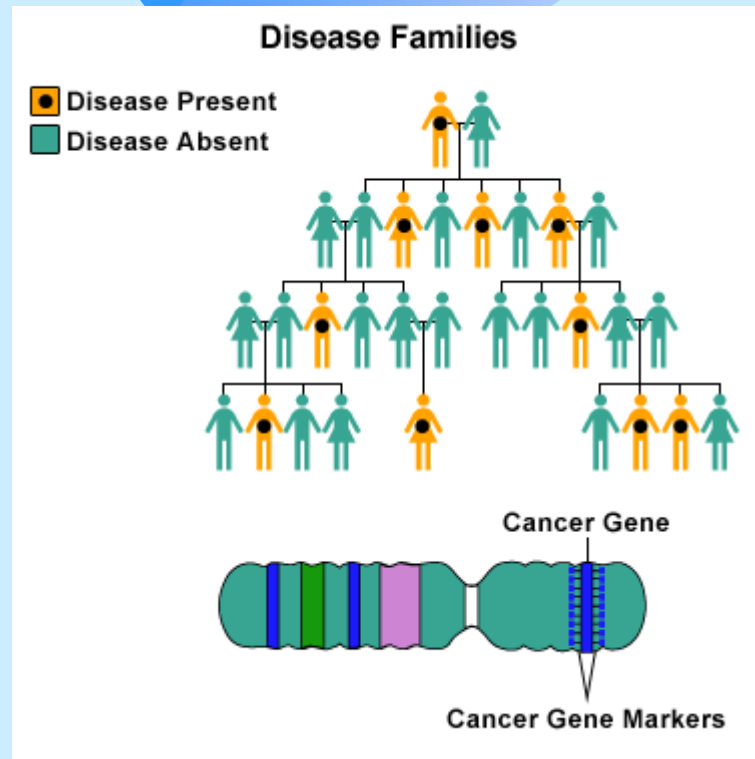 Disease Families
Disease Present
Disease Absent
Cancer Gene
Cancer Gene Markers